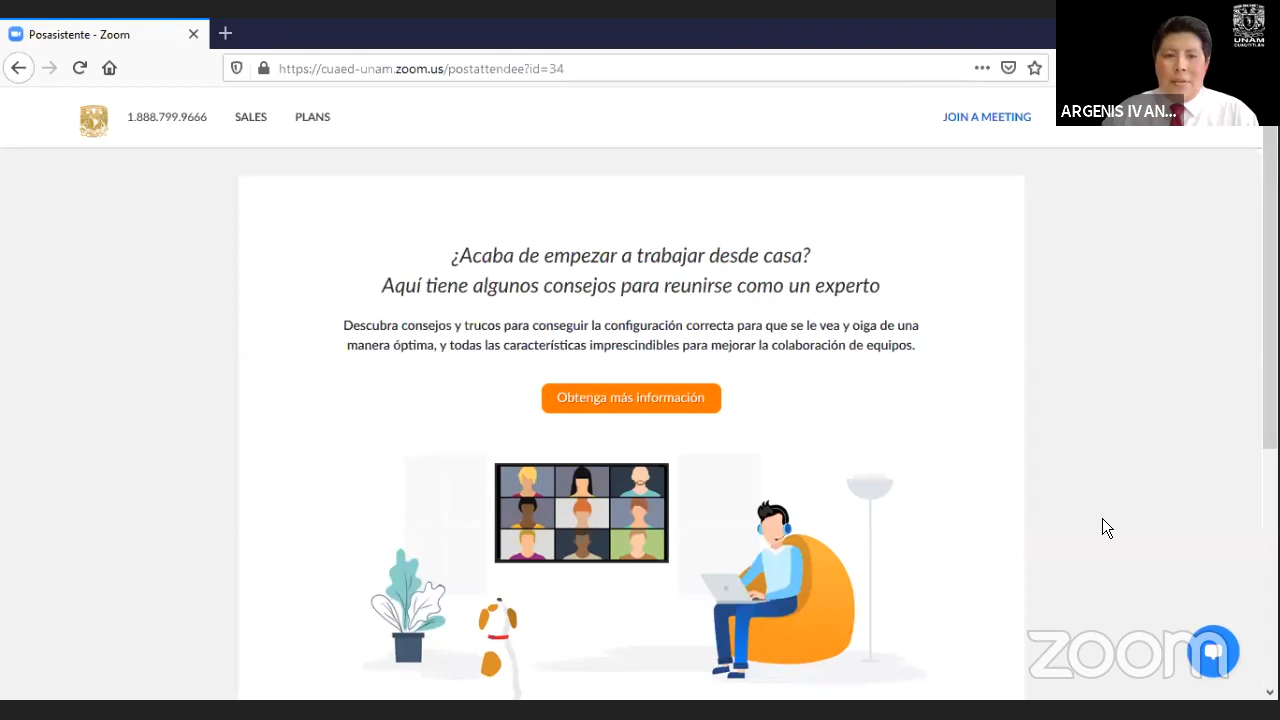 Posasistente - Zoom
https://cuaed-unam.zoom.us/postattendee?id=34
1.888.799.9666
SALES
PLANS
JOIN A MEETING
UNAM
CUAUTITLÁN
ARGENIS IVAN...
¿Acaba de empezar a trabajar desde casa?
Aquí tiene algunos consejos para reunirse como un experto
Descubra consejos y trucos para conseguir la configuración correcta para que se le vea y oiga de una
manera óptima, y todas las características imprescindibles para mejorar la colaboración de equipos.
Obtenga más información
zoom